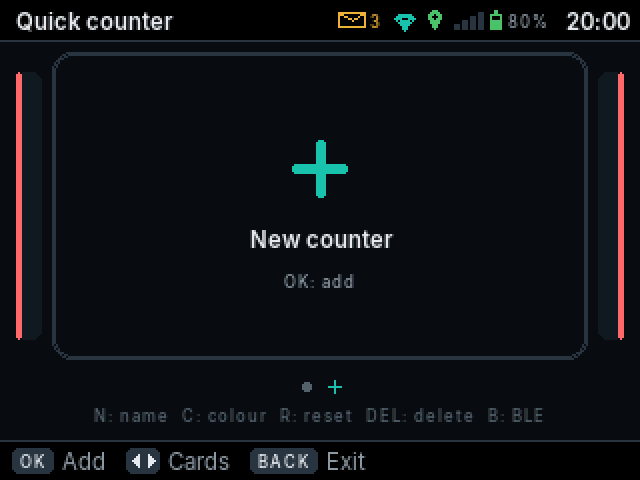 Quick counter 3 80% 20:00
New counter
OK: add
N: name C: colour R: reset DEL: delete B: BLE
OK Add Cards BACK Exit